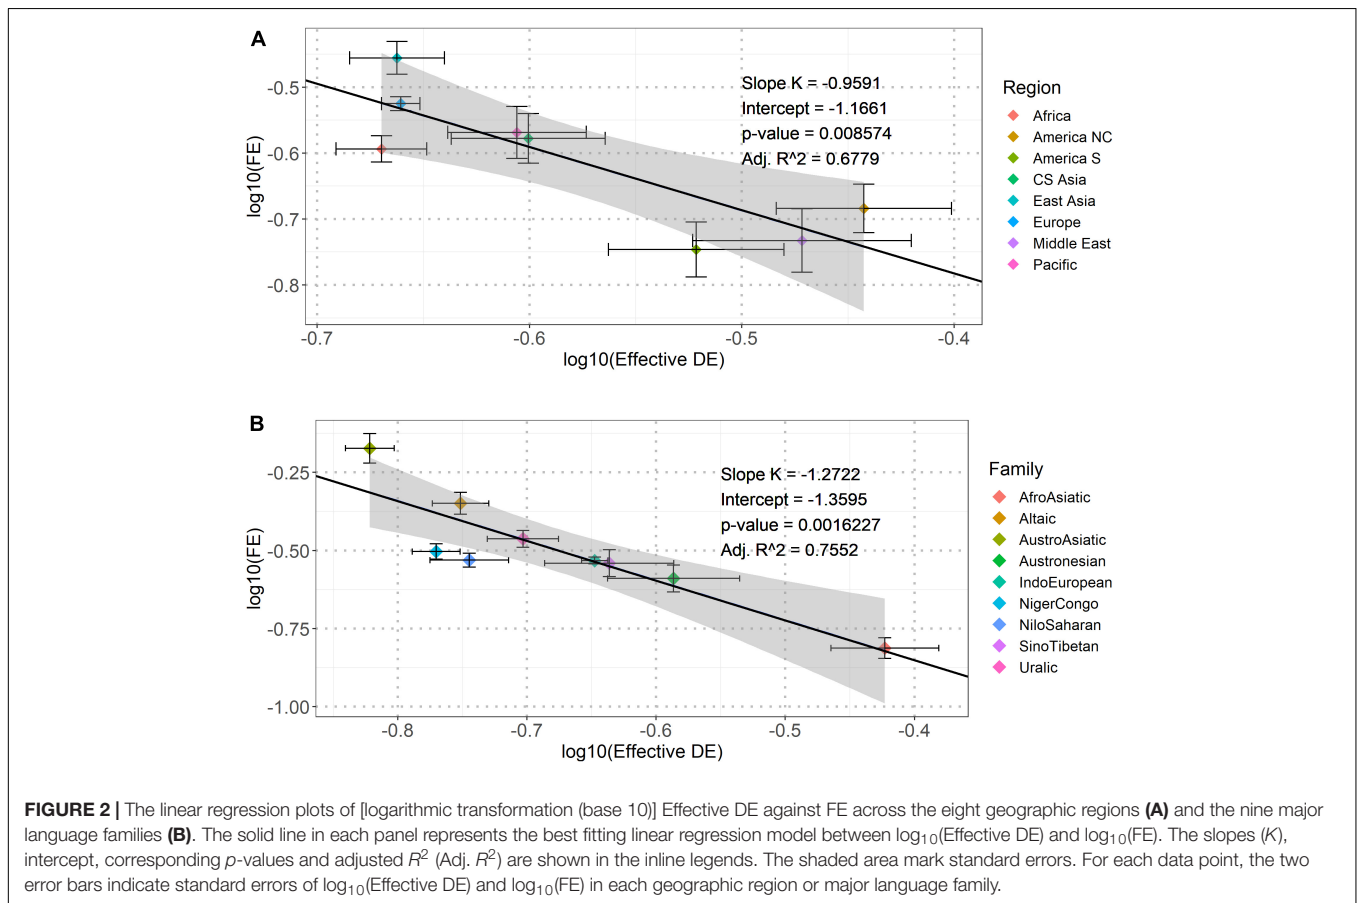 A
Slope K = -0.9591
Intercept = -1.1661
p-value = 0.008574
Adj. R^2 = 0.6779
-0.5
-0.6
-0.7
-0.8
log10(FE)
-0.7
-0.6
-0.5
-0.4
log10(Effective DE)
Region
Africa
America NC
America S
CS Asia
East Asia
Europe
Middle East
Pacific
B
Slope K = -1.2722
Intercept = -1.3595
p-value = 0.0016227
Adj. R^2 = 0.7552
-0.25
-0.50
-0.75
-1.00
log10(FE)
-0.8
-0.7
-0.6
-0.5
-0.4
log10(Effective DE)
Family
AfroAsiatic
Altaic
AustroAsiatic
Austronesian
IndoEuropean
NigerCongo
NiloSaharan
SinoTibetan
Uralic
FIGURE 2 | The linear regression plots of [logarithmic transformation (base 10)] Effective DE against FE across the eight geographic regions (A) and the nine major
language families (B). The solid line in each panel represents the best fitting linear regression model between log₁₀(Effective DE) and log₁₀(FE). The slopes (K),
intercept, corresponding p-values and adjusted R² (Adj. R²) are shown in the inline legends. The shaded area mark standard errors. For each data point, the two
error bars indicate standard errors of log₁₀(Effective DE) and log₁₀(FE) in each geographic region or major language family.